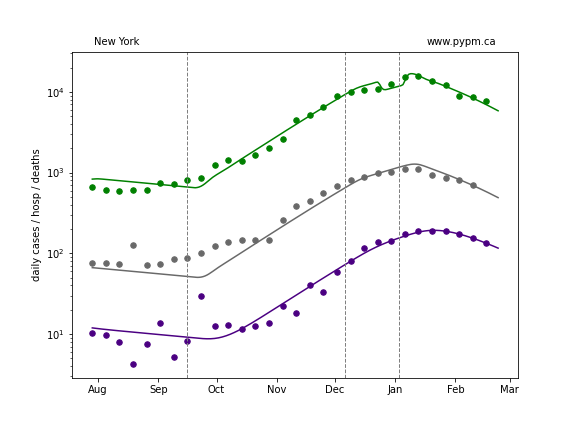 New York
www.pypm.ca
daily cases / hosp / deaths
10⁴
10³
10²
10¹
Aug Sep Oct Nov Dec Jan Feb Mar